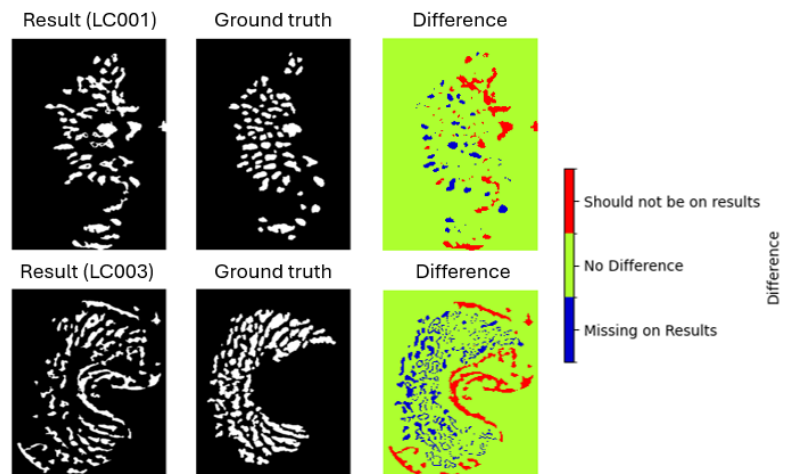 Result (LC001)
Ground truth
Difference
Should not be on results
No Difference
Missing on Results
Difference
Result (LC003)
Ground truth
Difference